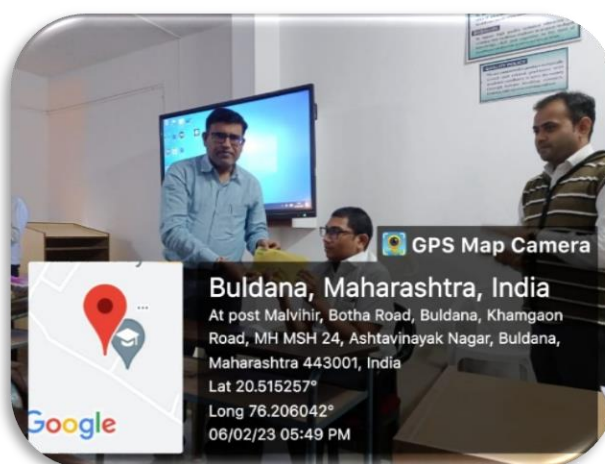 GPS Map Camera
Buldana, Maharashtra, India
At post Malvihir, Botha Road, Buldana, Khamgaon
Road, MH MSH 24, Ashtavinayak Nagar, Buldana,
Maharashtra 443001, India
Lat 20.515257°
Long 76.206042°
06/02/23 05:49 PM
Google